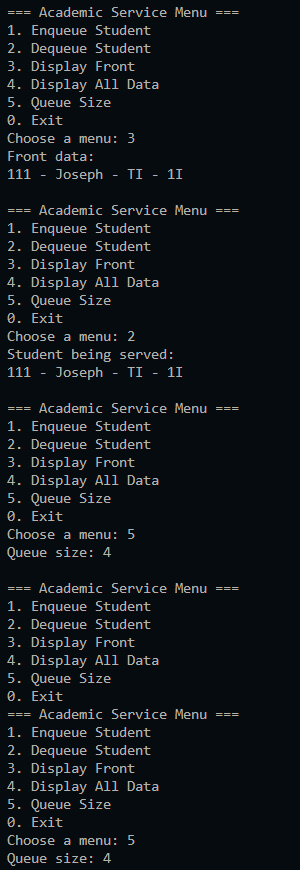 === Academic Service Menu ===
1. Enqueue Student
2. Dequeue Student
3. Display Front
4. Display All Data
5. Queue Size
0. Exit
Choose a menu: 3
Front data:
111 - Joseph - TI - 1I
=== Academic Service Menu ===
1. Enqueue Student
2. Dequeue Student
3. Display Front
4. Display All Data
5. Queue Size
0. Exit
Choose a menu: 2
Student being served:
111 - Joseph - TI - 1I
=== Academic Service Menu ===
1. Enqueue Student
2. Dequeue Student
3. Display Front
4. Display All Data
5. Queue Size
0. Exit
Choose a menu: 5
Queue size: 4
=== Academic Service Menu ===
1. Enqueue Student
2. Dequeue Student
3. Display Front
4. Display All Data
5. Queue Size
0. Exit
=== Academic Service Menu ===
1. Enqueue Student
2. Dequeue Student
3. Display Front
4. Display All Data
5. Queue Size
0. Exit
Choose a menu: 5
Queue size: 4